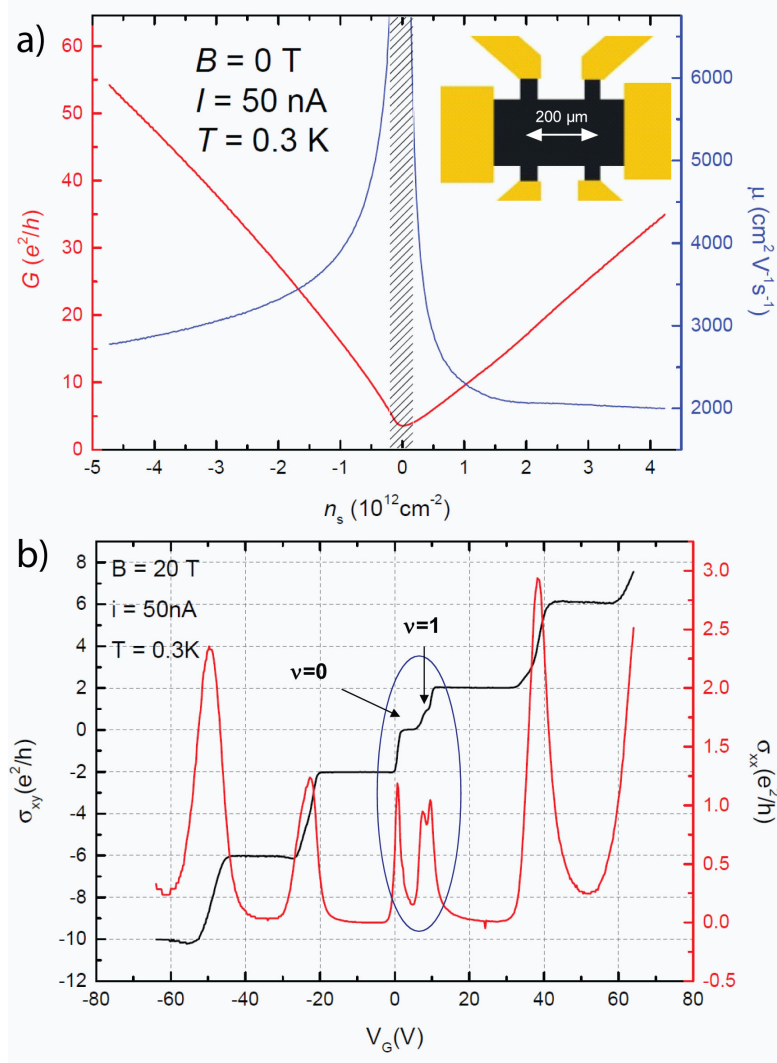 a)
B = 0 T
I = 50 nA
T = 0.3 K
200 μm
60
50
40
30
20
10
0
G (e²/h)
6000
5000
4000
3000
2000
μ (cm² V⁻¹s⁻¹)
-5 -4 -3 -2 -1 0 1 2 3 4
nₛ (10¹²cm⁻²)
b)
B = 20 T
i = 50nA
T = 0.3K
ν=0
ν=1
8
6
4
2
0
-2
-4
-6
-8
-10
-12
σxy(e²/h)
3.0
2.5
2.0
1.5
1.0
0.5
0.0
-0.5
σxx(e²/h)
-80 -60 -40 -20 0 20 40 60 80
V_G(V)